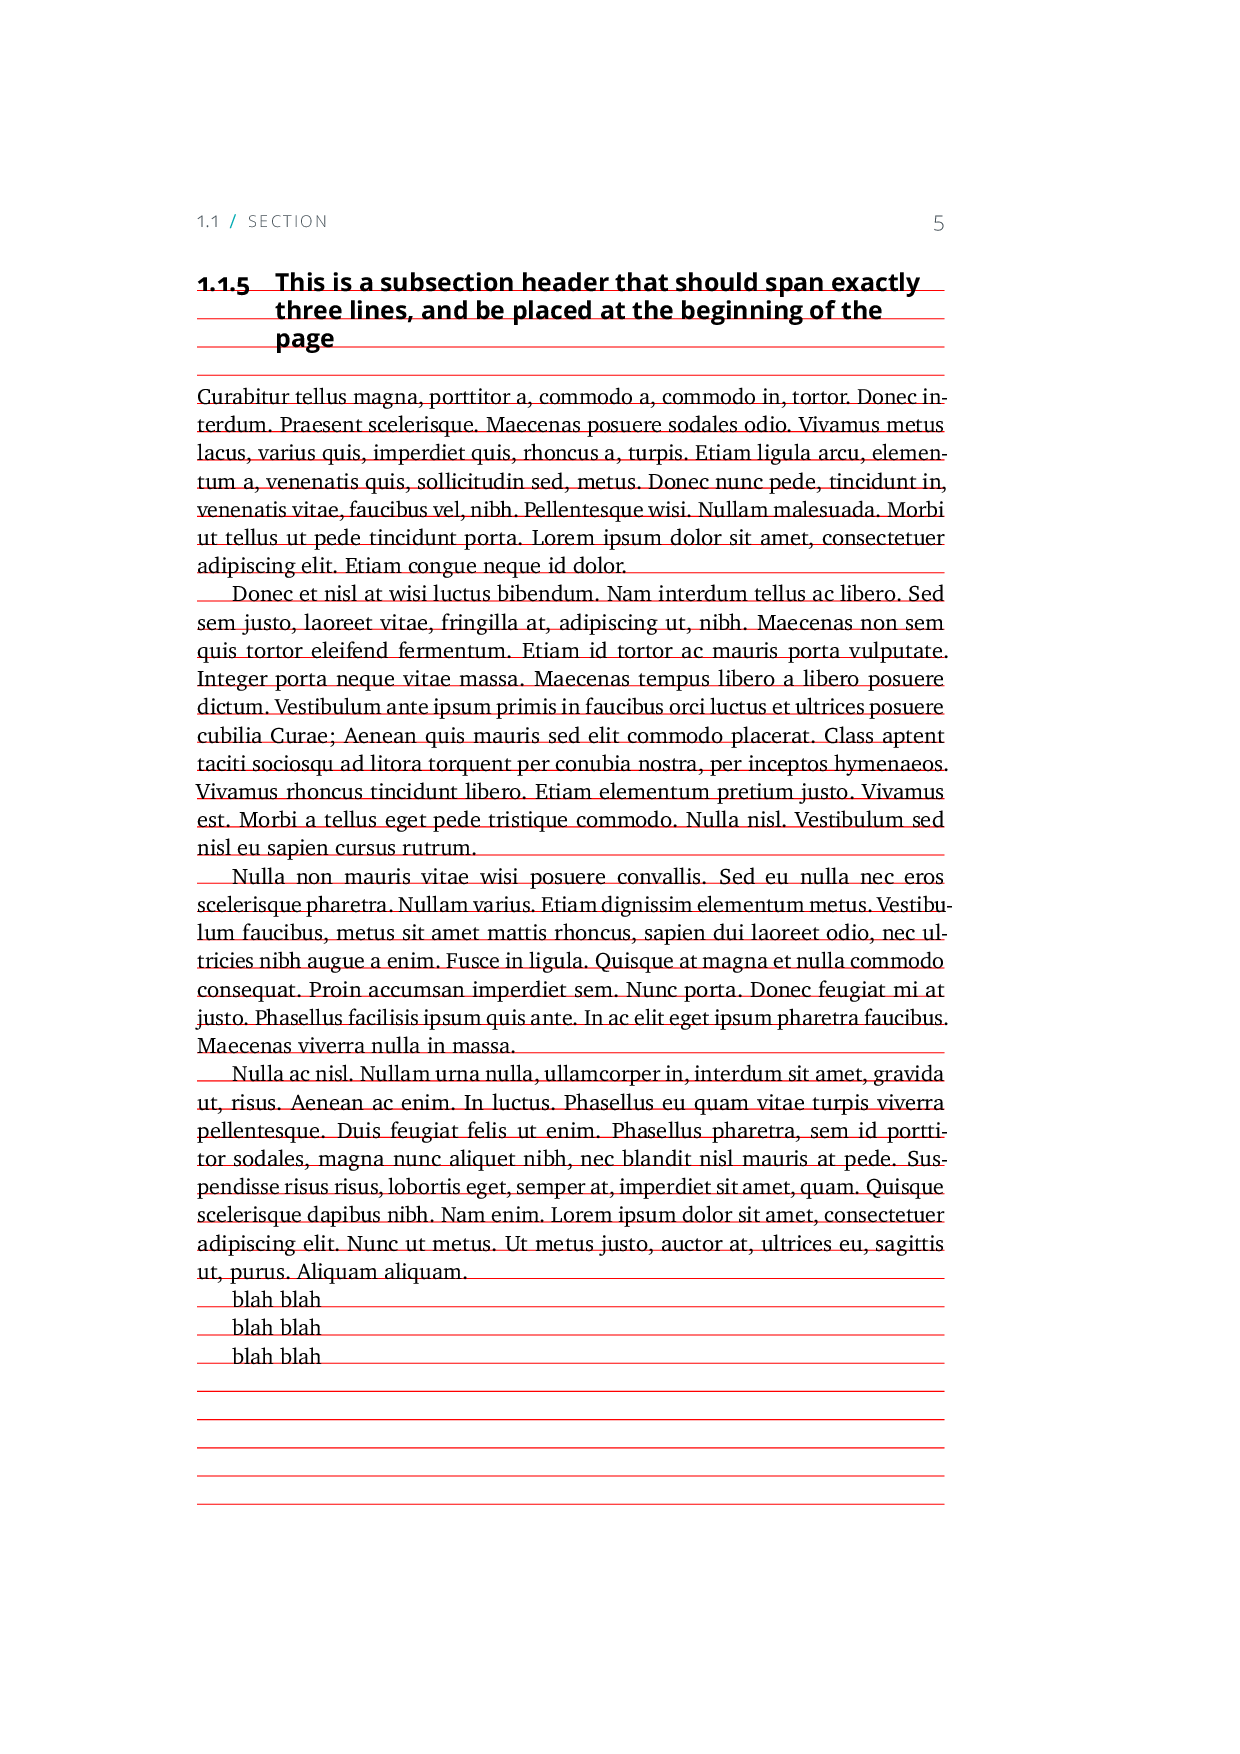 1.1 / SECTION 5
1.1.5 This is a subsection header that should span exactly
three lines, and be placed at the beginning of the
page
Curabitur tellus magna, porttitor a, commodo a, commodo in, tortor. Donec in-
terdum. Praesent scelerisque. Maecenas posuere sodales odio. Vivamus metus
lacus, varius quis, imperdiet quis, rhoncus a, turpis. Etiam ligula arcu, elemen-
tum a, venenatis quis, sollicitudin sed, metus. Donec nunc pede, tincidunt in,
venenatis vitae, faucibus vel, nibh. Pellentesque wisi. Nullam malesuada. Morbi
ut tellus ut pede tincidunt porta. Lorem ipsum dolor sit amet, consectetuer
adipiscing elit. Etiam congue neque id dolor.
Donec et nisl at wisi luctus bibendum. Nam interdum tellus ac libero. Sed
sem justo, laoreet vitae, fringilla at, adipiscing ut, nibh. Maecenas non sem
quis tortor eleifend fermentum. Etiam id tortor ac mauris porta vulputate.
Integer porta neque vitae massa. Maecenas tempus libero a libero posuere
dictum. Vestibulum ante ipsum primis in faucibus orci luctus et ultrices posuere
cubilia Curae; Aenean quis mauris sed elit commodo placerat. Class aptent
taciti sociosqu ad litora torquent per conubia nostra, per inceptos hymenaeos.
Vivamus rhoncus tincidunt libero. Etiam elementum pretium justo. Vivamus
est. Morbi a tellus eget pede tristique commodo. Nulla nisl. Vestibulum sed
nisl eu sapien cursus rutrum.
Nulla non mauris vitae wisi posuere convallis. Sed eu nulla nec eros
scelerisque pharetra. Nullam varius. Etiam dignissim elementum metus. Vestibu-
lum faucibus, metus sit amet mattis rhoncus, sapien dui laoreet odio, nec ul-
tricies nibh augue a enim. Fusce in ligula. Quisque at magna et nulla commodo
consequat. Proin accumsan imperdiet sem. Nunc porta. Donec feugiat mi at
justo. Phasellus facilisis ipsum quis ante. In ac elit eget ipsum pharetra faucibus.
Maecenas viverra nulla in massa.
Nulla ac nisl. Nullam urna nulla, ullamcorper in, interdum sit amet, gravida
ut, risus. Aenean ac enim. In luctus. Phasellus eu quam vitae turpis viverra
pellentesque. Duis feugiat felis ut enim. Phasellus pharetra, sem id portti-
tor sodales, magna nunc aliquet nibh, nec blandit nisl mauris at pede. Sus-
pendisse risus risus, lobortis eget, semper at, imperdiet sit amet, quam. Quisque
scelerisque dapibus nibh. Nam enim. Lorem ipsum dolor sit amet, consectetuer
adipiscing elit. Nunc ut metus. Ut metus justo, auctor at, ultrices eu, sagittis
ut, purus. Aliquam aliquam.
blah blah
blah blah
blah blah